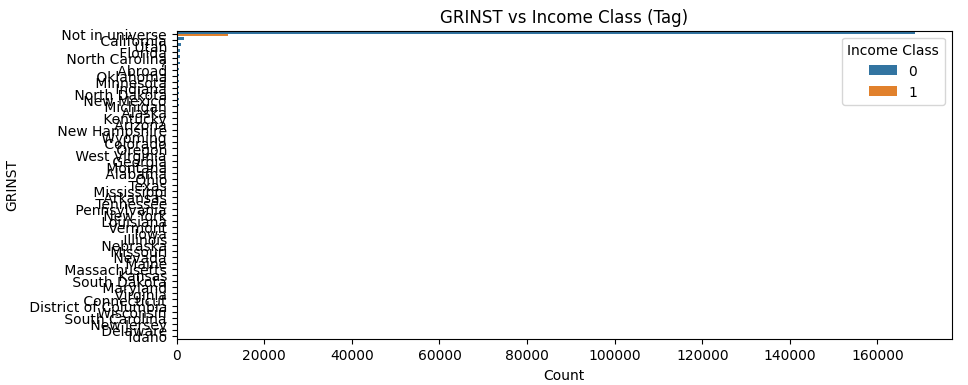 GRINST vs Income Class (Tag)
Not in universe
California
Utah
Florida
North Carolina
?
Abroad
Oklahoma
Minnesota
Indiana
North Dakota
New Mexico
Michigan
Alaska
Kentucky
Arizona
New Hampshire
Wyoming
Colorado
Oregon
West Virginia
Georgia
Montana
Alabama
Ohio
Texas
Mississippi
Arkansas
Tennessee
Pennsylvania
New York
Louisiana
Vermont
Iowa
Illinois
Nebraska
Missouri
Nevada
Maine
Massachusetts
Kansas
South Dakota
Maryland
Virginia
Connecticut
District of Columbia
Wisconsin
South Carolina
New Jersey
Delaware
Idaho
GRINST
Income Class
0
1
0 20000 40000 60000 80000 100000 120000 140000 160000
Count